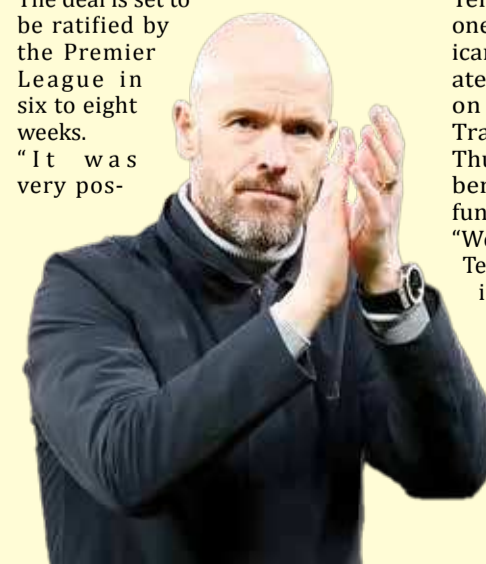 The deal is set to
be ratified by
the Premier
League in
six to eight
weeks.
“It was
very pos-
one
ican
ate
on
Tra
Thu
ber
fun
“We
Te
i